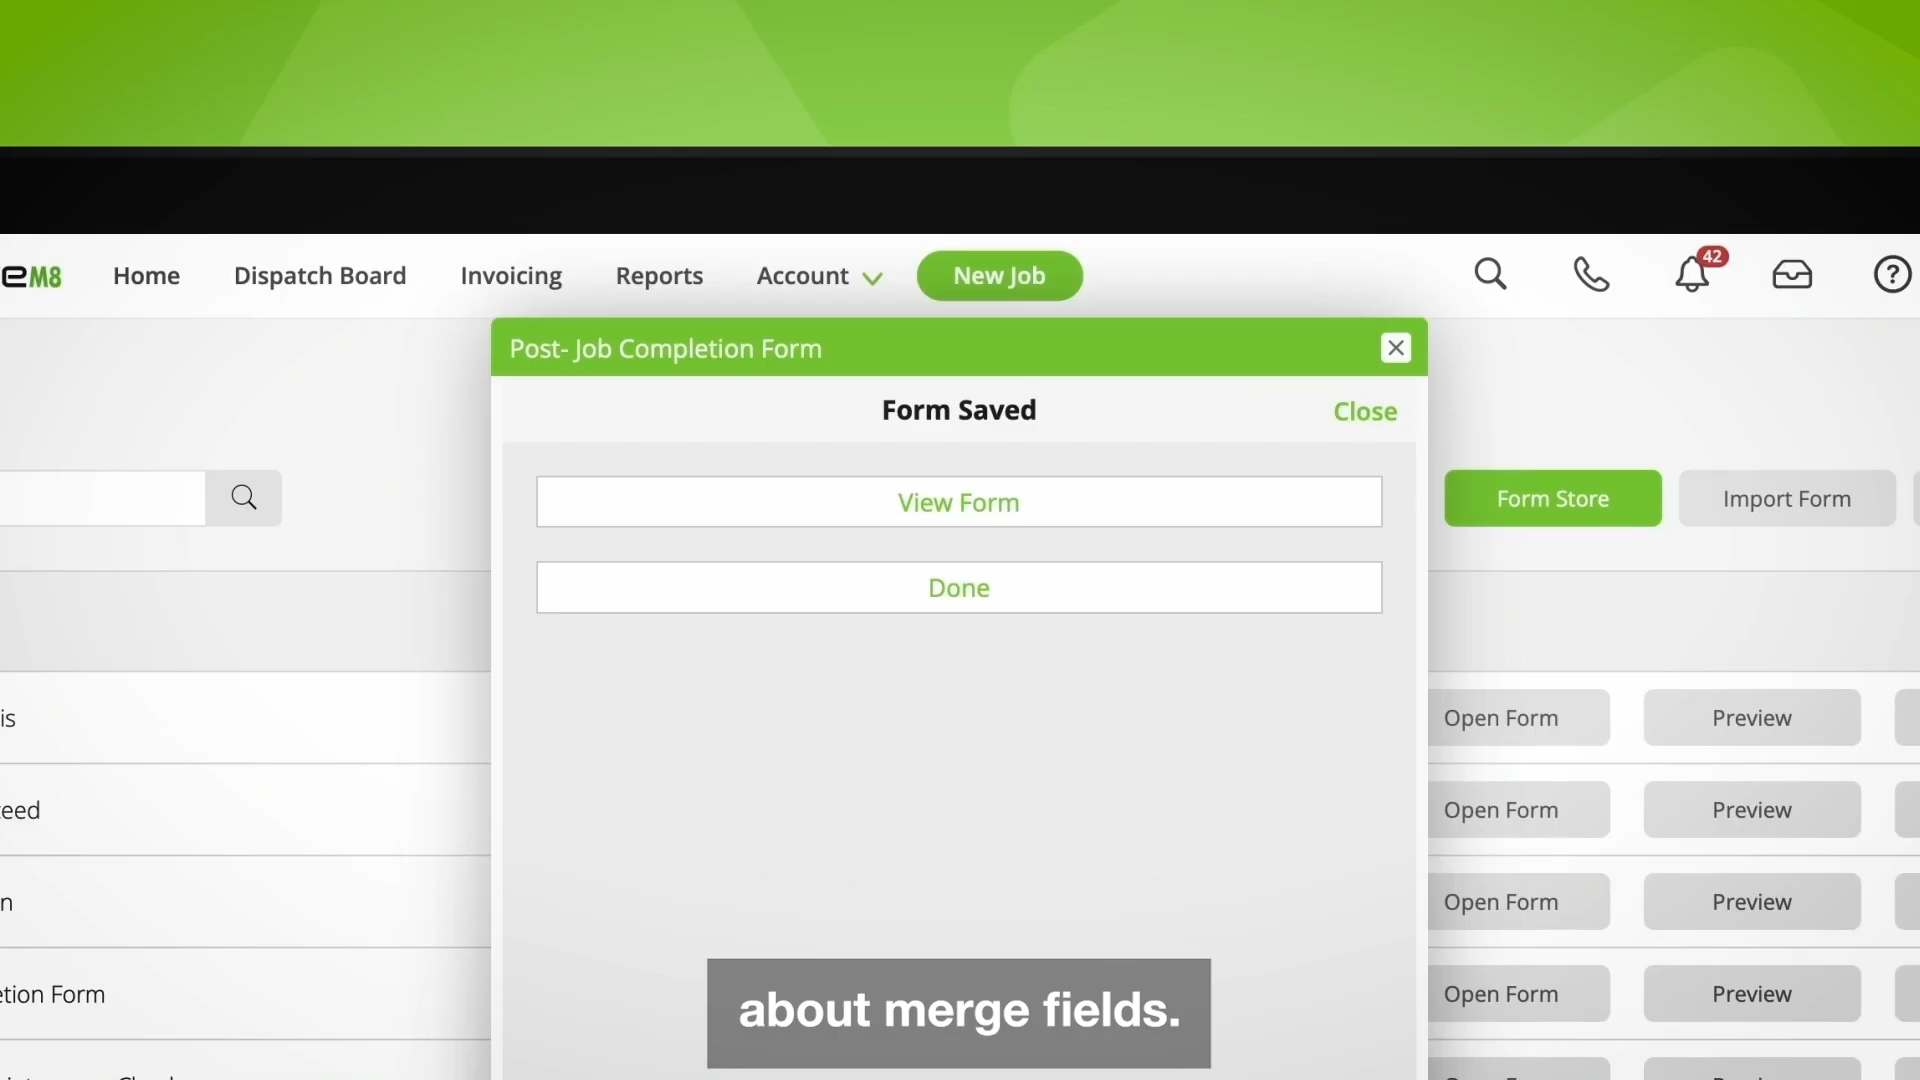 eM8 Home Dispatch Board Invoicing Reports Account New Job 42 ?
Post- Job Completion Form
Form Saved Close
View Form
Form Store Import Form
Done
is Open Form Preview
eed Open Form Preview
n Open Form Preview
etion Form Open Form Preview
about merge fields.